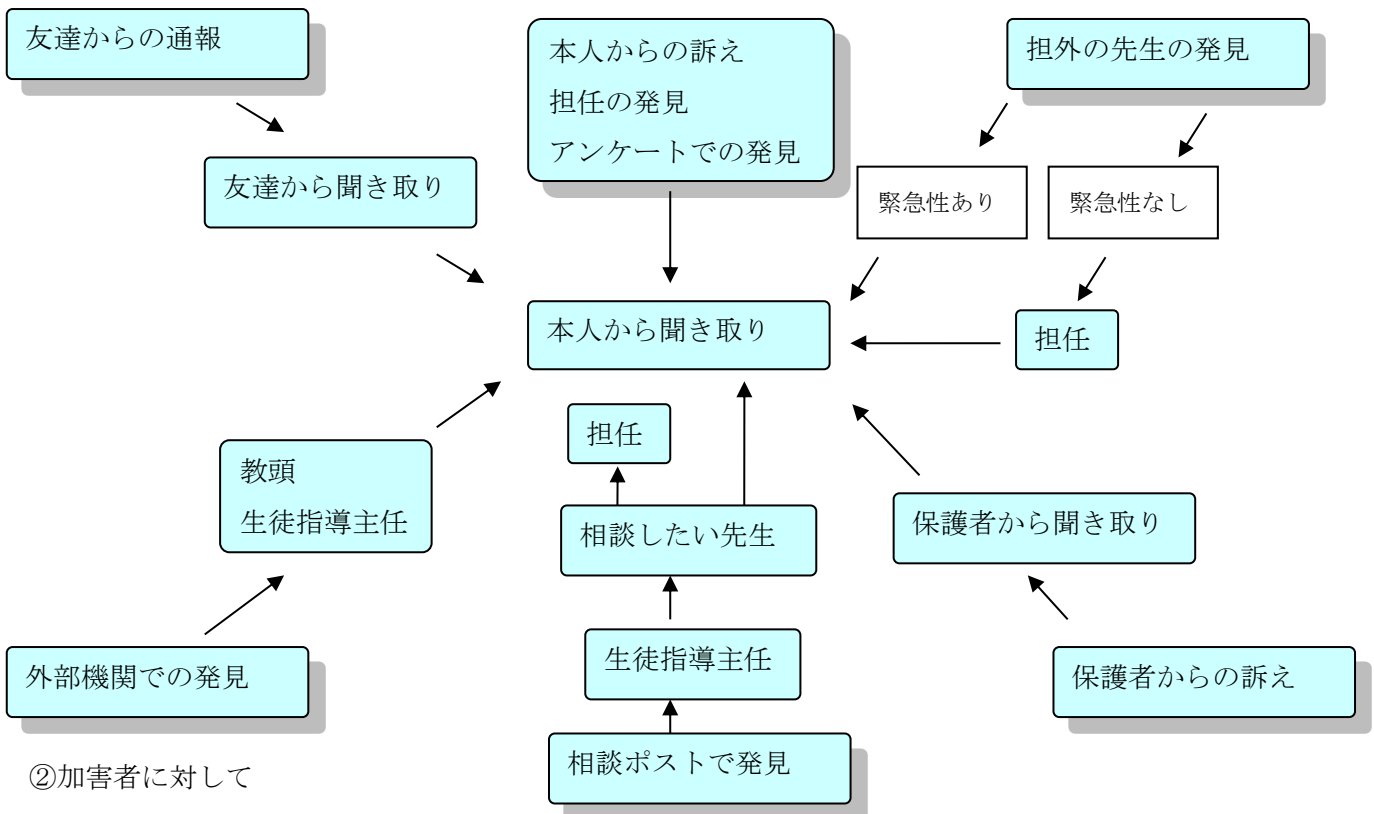 友達からの通報
本人からの訴え
担任の発見
アンケートでの発見
担外の先生の発見
友達から聞き取り
緊急性あり
緊急性なし
本人から聞き取り
担任
担任
教頭
生徒指導主任
相談したい先生
保護者から聞き取り
生徒指導主任
外部機関での発見
保護者からの訴え
相談ポストで発見
②加害者に対して